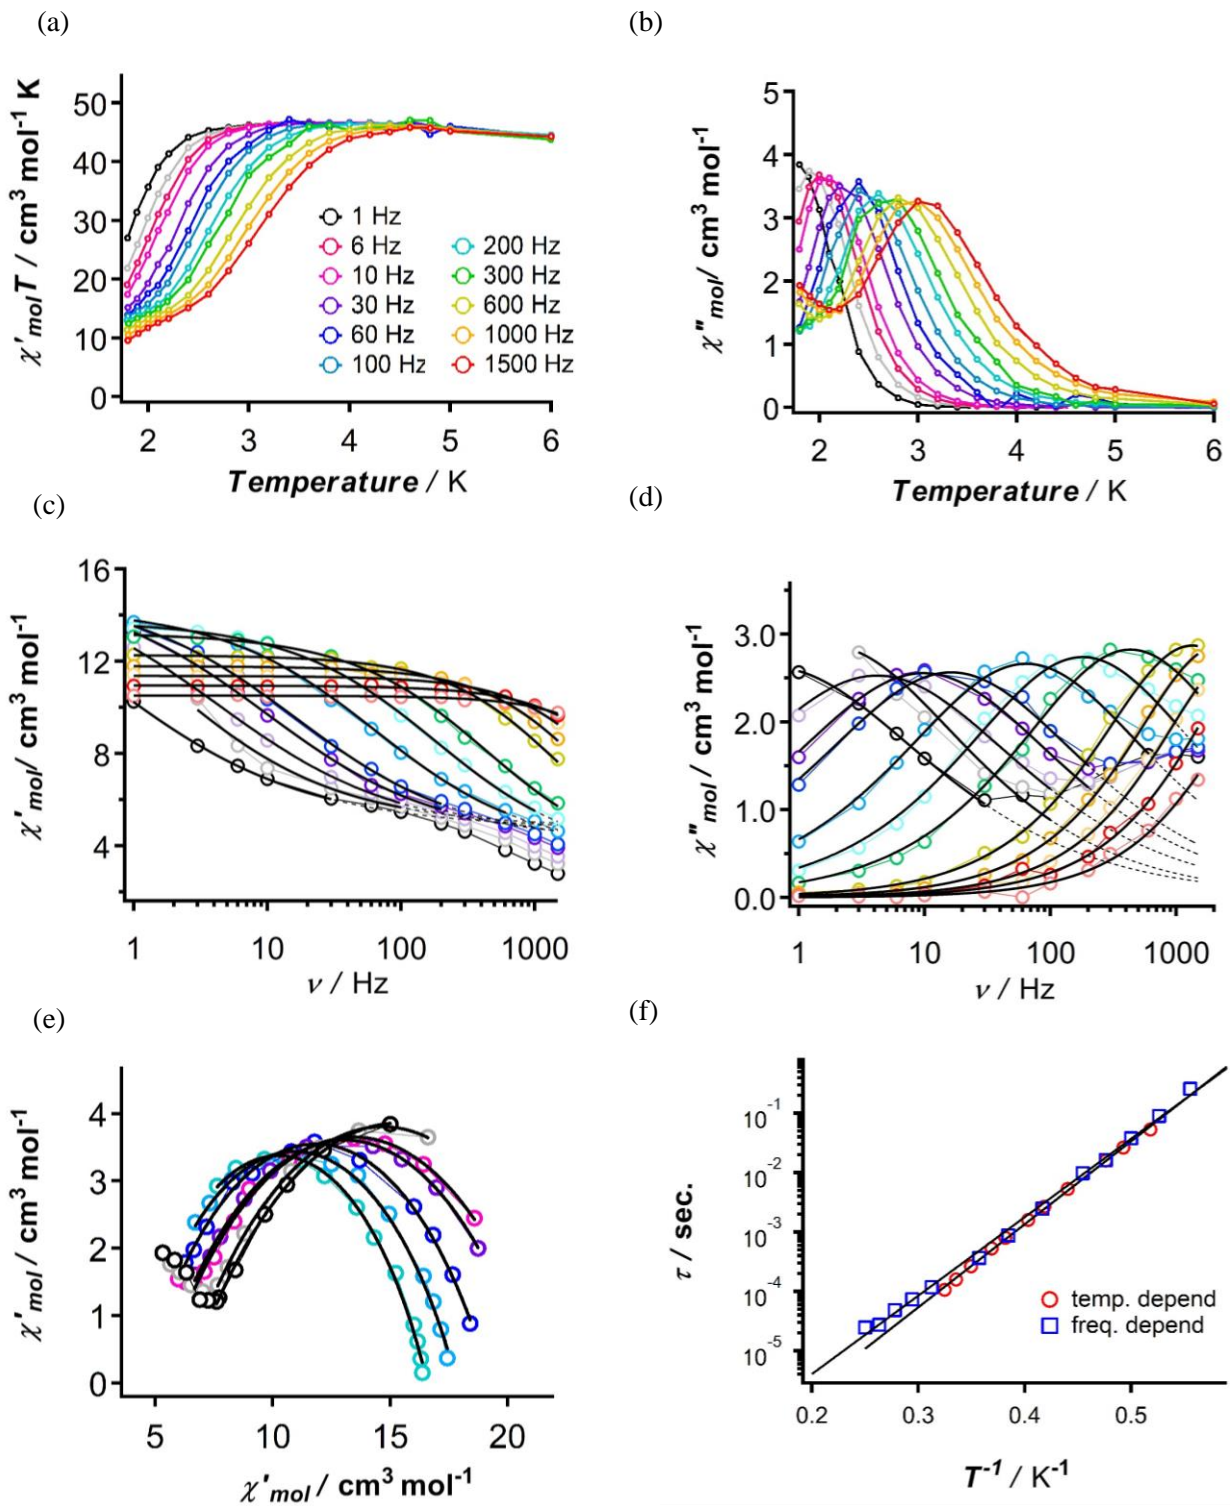 (a)
χ'molT / cm³ mol⁻¹ K
50
40
30
20
10
0
2
3
4
5
6
Temperature / K
1 Hz
6 Hz
10 Hz
30 Hz
60 Hz
100 Hz
200 Hz
300 Hz
600 Hz
1000 Hz
1500 Hz
(b)
χ"mol/ cm³ mol⁻¹
5
4
3
2
1
0
2
3
4
5
6
Temperature / K
(c)
χ'mol/ cm³ mol⁻¹
16
12
8
4
1
10
100
1000
ν / Hz
(d)
χ"mol / cm³ mol⁻¹
3.0
2.0
1.0
0.0
1
10
100
1000
ν / Hz
(e)
χ'mol / cm³ mol⁻¹
4
3
2
1
0
5
10
15
20
χ'mol / cm³ mol⁻¹
(f)
τ / sec.
10⁻¹
10⁻²
10⁻³
10⁻⁴
10⁻⁵
0.2
0.3
0.4
0.5
T⁻¹ / K⁻¹
temp. depend
freq. depend